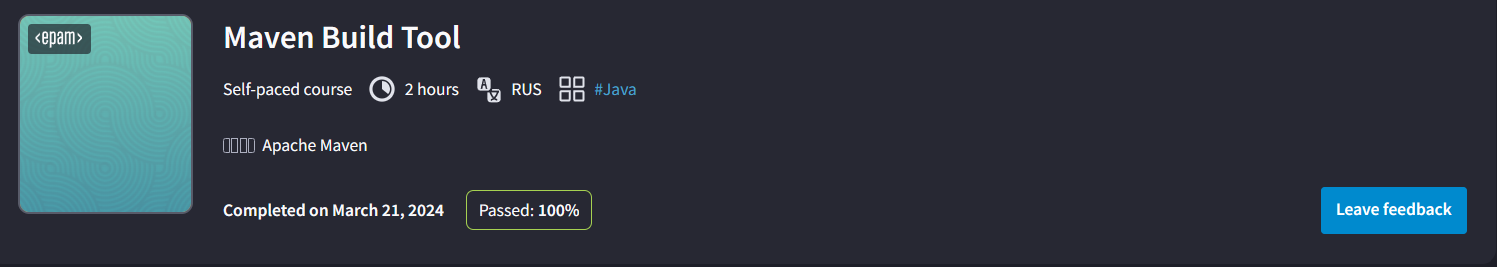 <epam>
Maven Build Tool
Self-paced course 2 hours RUS #Java
Apache Maven
Completed on March 21, 2024 Passed: 100%
Leave feedback